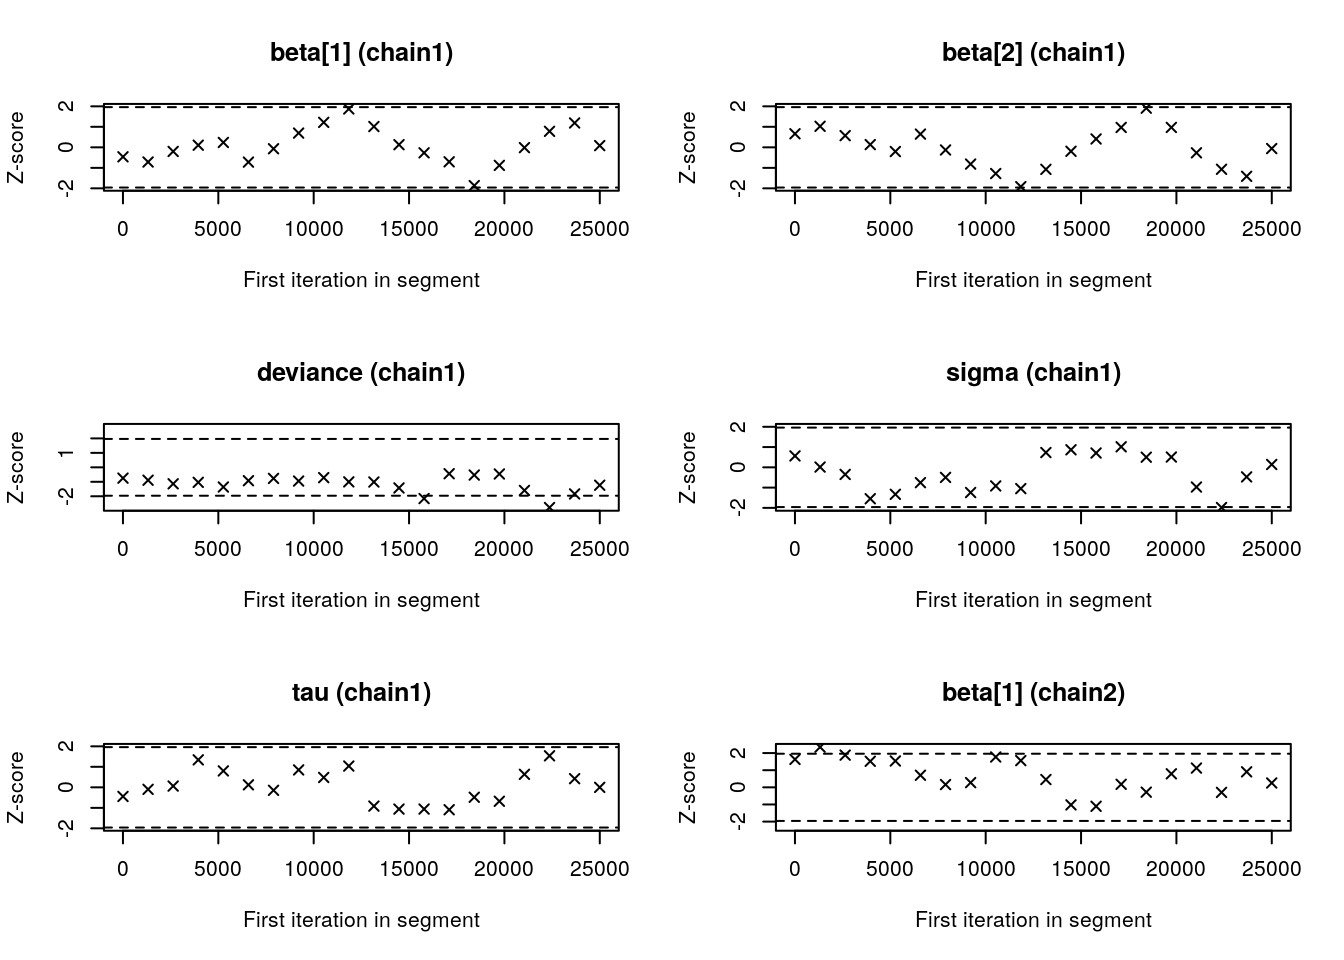 beta[1] (chain1)
Z-score
2
0
-2
0 5000 10000 15000 20000 25000
First iteration in segment
beta[2] (chain1)
Z-score
2
0
-2
0 5000 10000 15000 20000 25000
First iteration in segment
deviance (chain1)
Z-score
1
-2
0 5000 10000 15000 20000 25000
First iteration in segment
sigma (chain1)
Z-score
2
0
-2
0 5000 10000 15000 20000 25000
First iteration in segment
tau (chain1)
Z-score
2
0
-2
0 5000 10000 15000 20000 25000
First iteration in segment
beta[1] (chain2)
Z-score
2
0
-2
0 5000 10000 15000 20000 25000
First iteration in segment